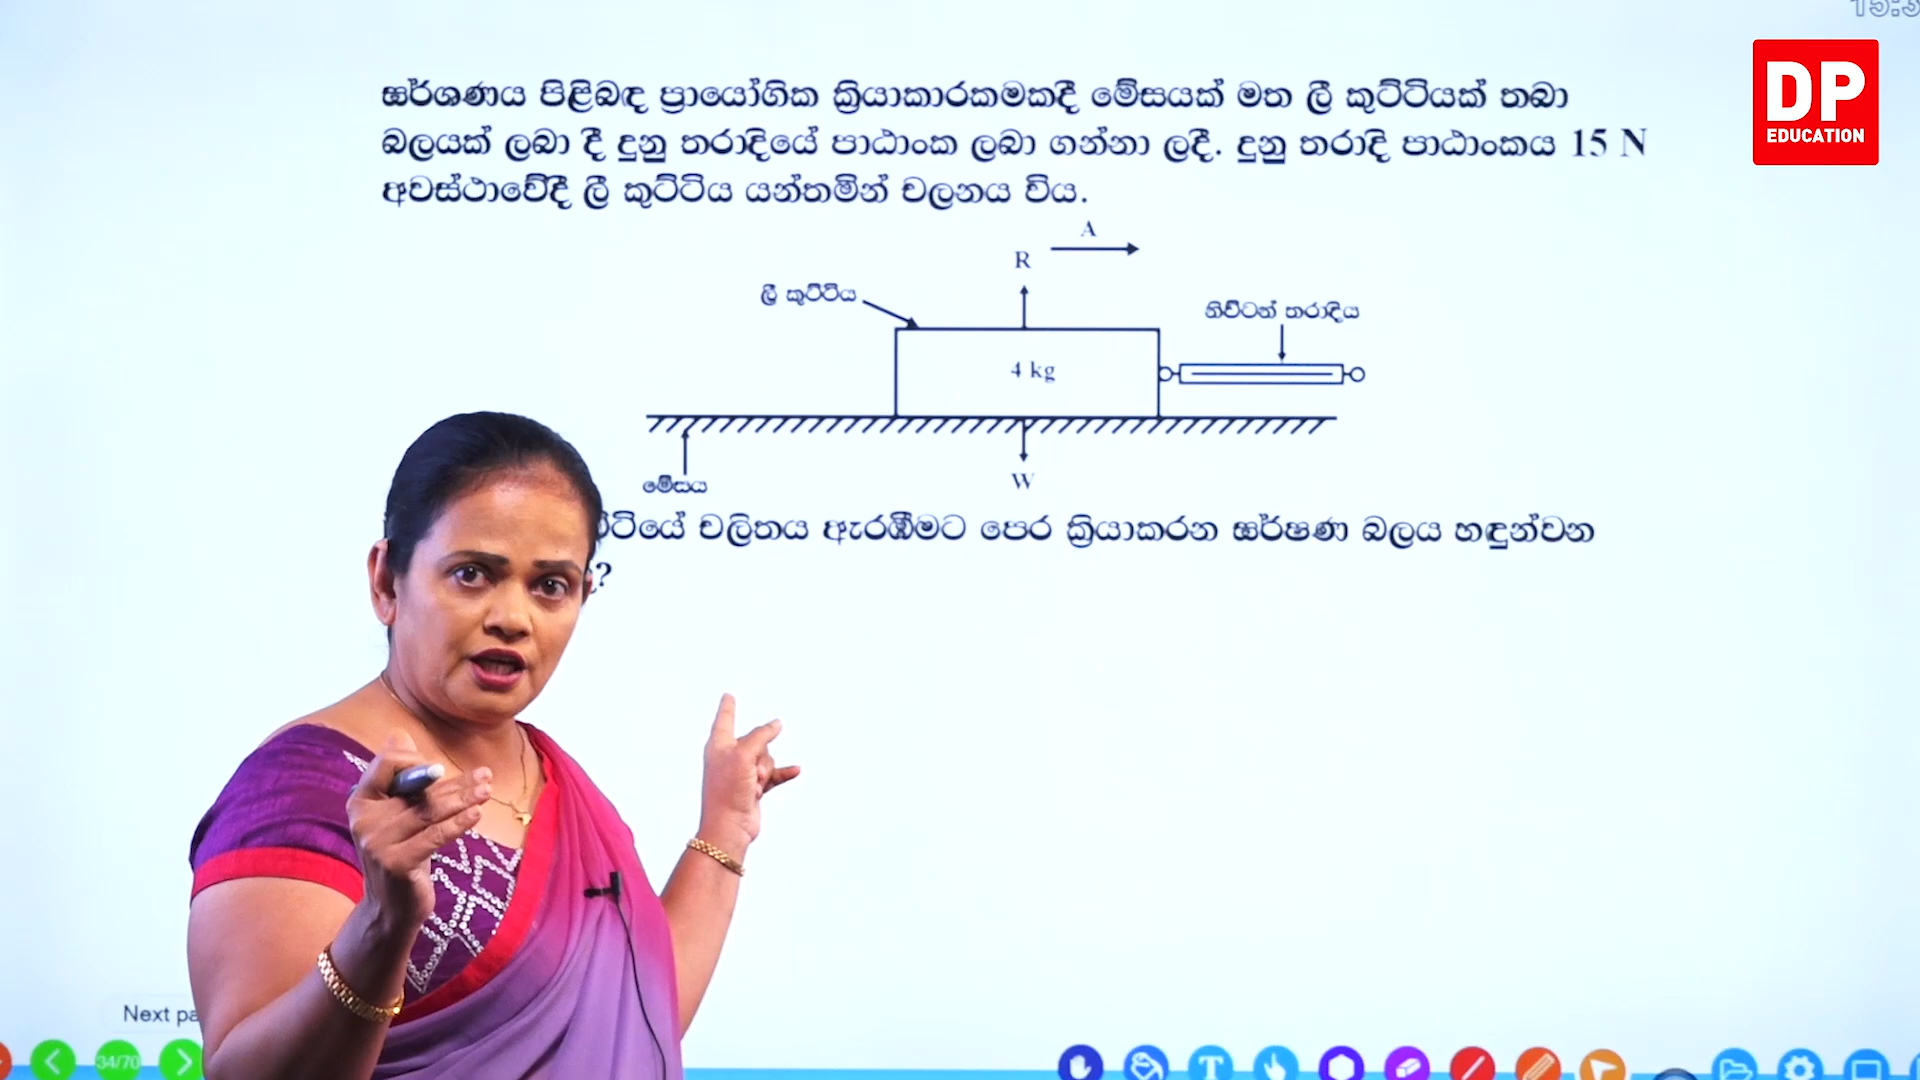 DP
EDUCATION
ඝර්ශණය පිළිබඳ ප්‍රායෝගික ක්‍රියාකාරකමකදී මේසයක් මත ලී කුට්ටියක් තබා
බලයක් ලබා දී දුනු තරාදියේ පාඨාංක ලබා ගන්නා ලදී. දුනු තරාදි පාඨාංකය 15 N
අවස්ථාවේදී ලී කුට්ටිය යන්තමින් චලනය විය.
A
R
ලී කුට්ටිය
නිව්ටන් තරාදිය
4 kg
මේසය
W
චලිතය ඇරඹීමට පෙර ක්‍රියාකරන ඝර්ෂණ බලය හඳුන්වන
Next
34/70
T